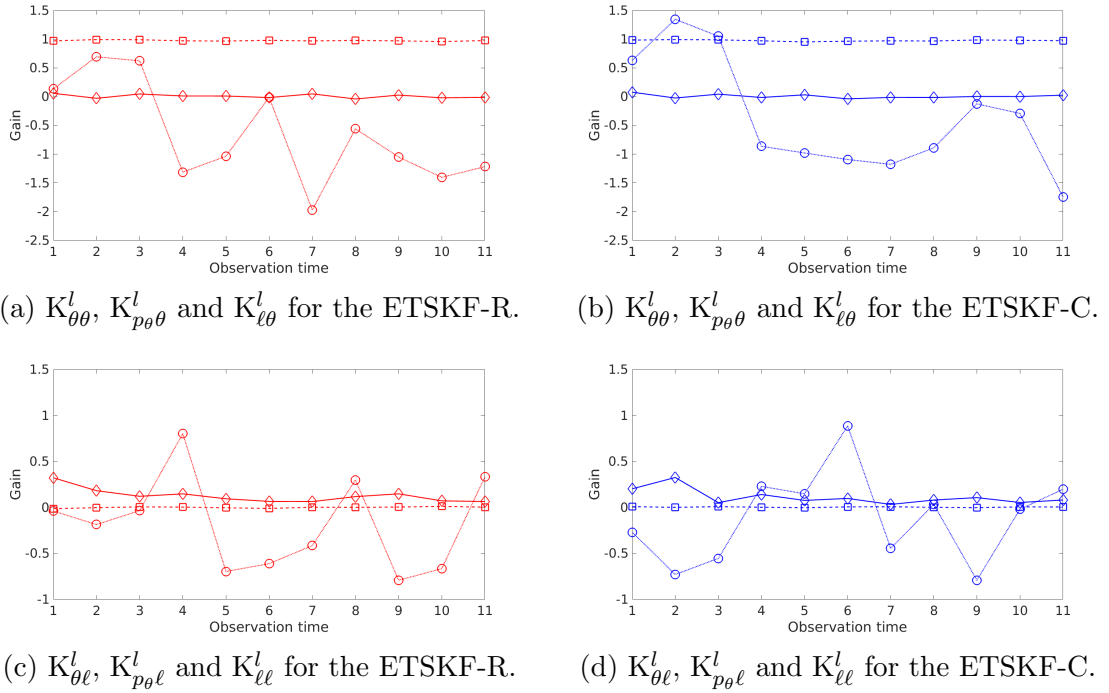 1.5
1
0.5
0
-0.5
-1
-1.5
-2
-2.5
Gain
1 2 3 4 5 6 7 8 9 10 11
Observation time
(a) K^l_{θθ}, K^l_{p_θθ} and K^l_{ℓθ} for the ETSKF-R.
1.5
1
0.5
0
-0.5
-1
-1.5
-2
-2.5
Gain
1 2 3 4 5 6 7 8 9 10 11
Observation time
(b) K^l_{θθ}, K^l_{p_θθ} and K^l_{ℓθ} for the ETSKF-C.
1.5
1
0.5
0
-0.5
-1
Gain
1 2 3 4 5 6 7 8 9 10 11
Observation time
(c) K^l_{θℓ}, K^l_{p_θℓ} and K^l_{ℓℓ} for the ETSKF-R.
1.5
1
0.5
0
-0.5
-1
Gain
1 2 3 4 5 6 7 8 9 10 11
Observation time
(d) K^l_{θℓ}, K^l_{p_θℓ} and K^l_{ℓℓ} for the ETSKF-C.